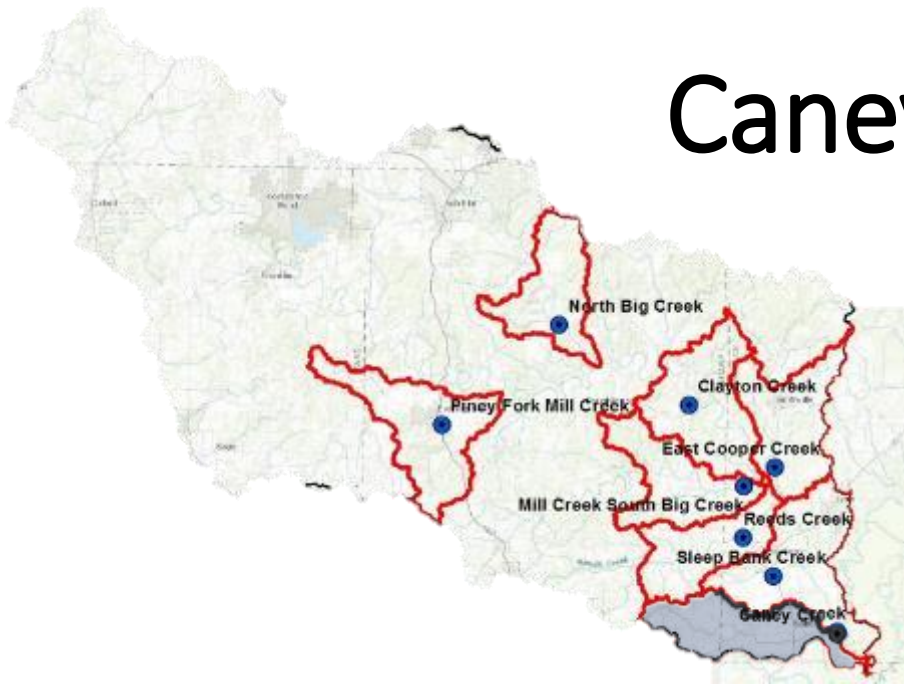 Caney
North Big Creek
Clayton Creek
Piney Fork Mill Creek
East Cooper Creek
Mill Creek South Big Creek
Reeds Creek
Sleep Bank Creek
Caney Creek